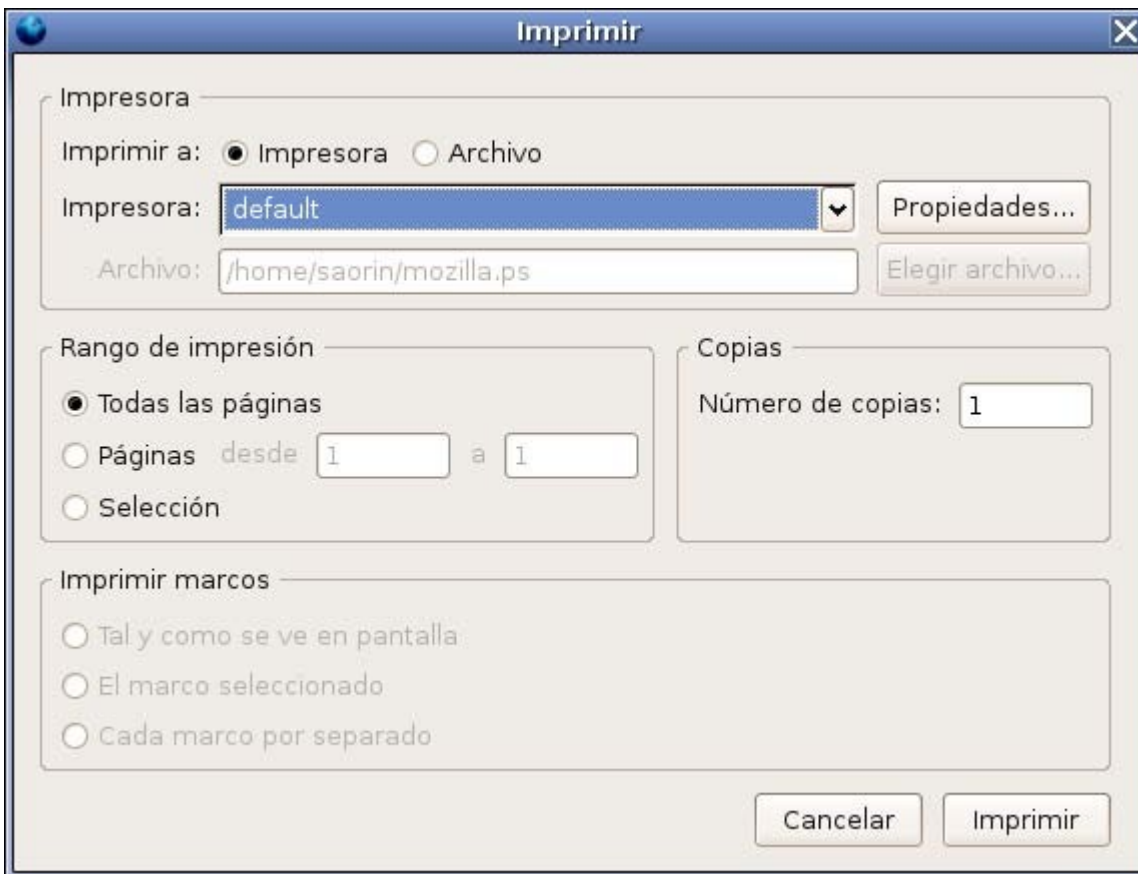 Imprimir
Impresora
Imprimir a: Impresora Archivo
Impresora: default Propiedades...
Archivo: /home/saorin/mozilla.ps Elegir archivo...
Rango de impresión
Todas las páginas
Páginas desde 1 a 1
Selección
Copias
Número de copias: 1
Imprimir marcos
Tal y como se ve en pantalla
El marco seleccionado
Cada marco por separado
Cancelar Imprimir